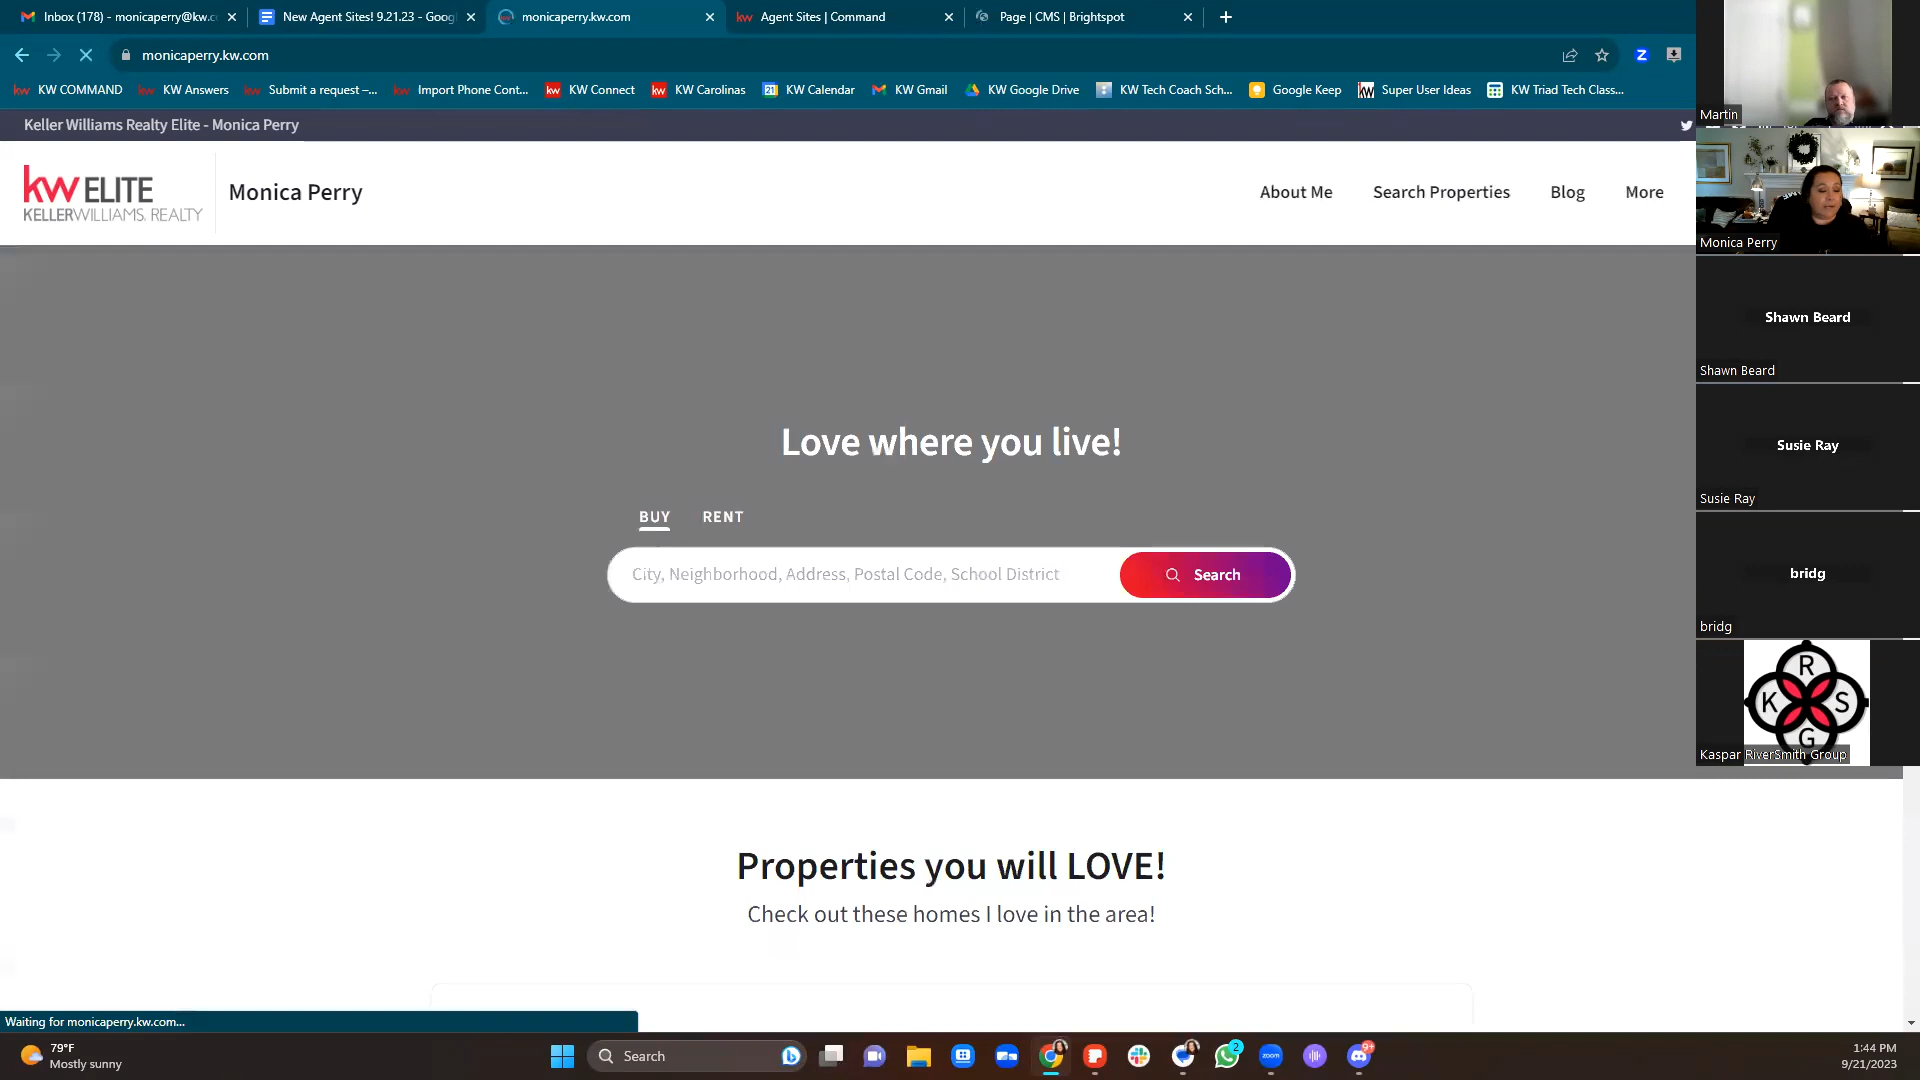 Inbox (178) - monicaperry@kw.c
New Agent Sites! 9.21.23 - Goog
monicaperry.kw.com
Agent Sites | Command
Page | CMS | Brightspot
monicaperry.kw.com
KW COMMAND
KW Answers
Submit a request –...
Import Phone Cont...
KW Connect
KW Carolinas
KW Calendar
KW Gmail
KW Google Drive
KW Tech Coach Sch...
Google Keep
Super User Ideas
KW Triad Tech Class...
Keller Williams Realty Elite - Monica Perry
kw ELITE
KELLERWILLIAMS. REALTY
Monica Perry
About Me
Search Properties
Blog
More
Love where you live!
BUY
RENT
City, Neighborhood, Address, Postal Code, School District
Search
Properties you will LOVE!
Check out these homes I love in the area!
Waiting for monicaperry.kw.com...
Martin
Monica Perry
Shawn Beard
Shawn Beard
Susie Ray
Susie Ray
bridg
bridg
R
K S
G
Kaspar RiverSmith Group
79°F
Mostly sunny
Search
zoom
2
9+
1:44 PM
9/21/2023